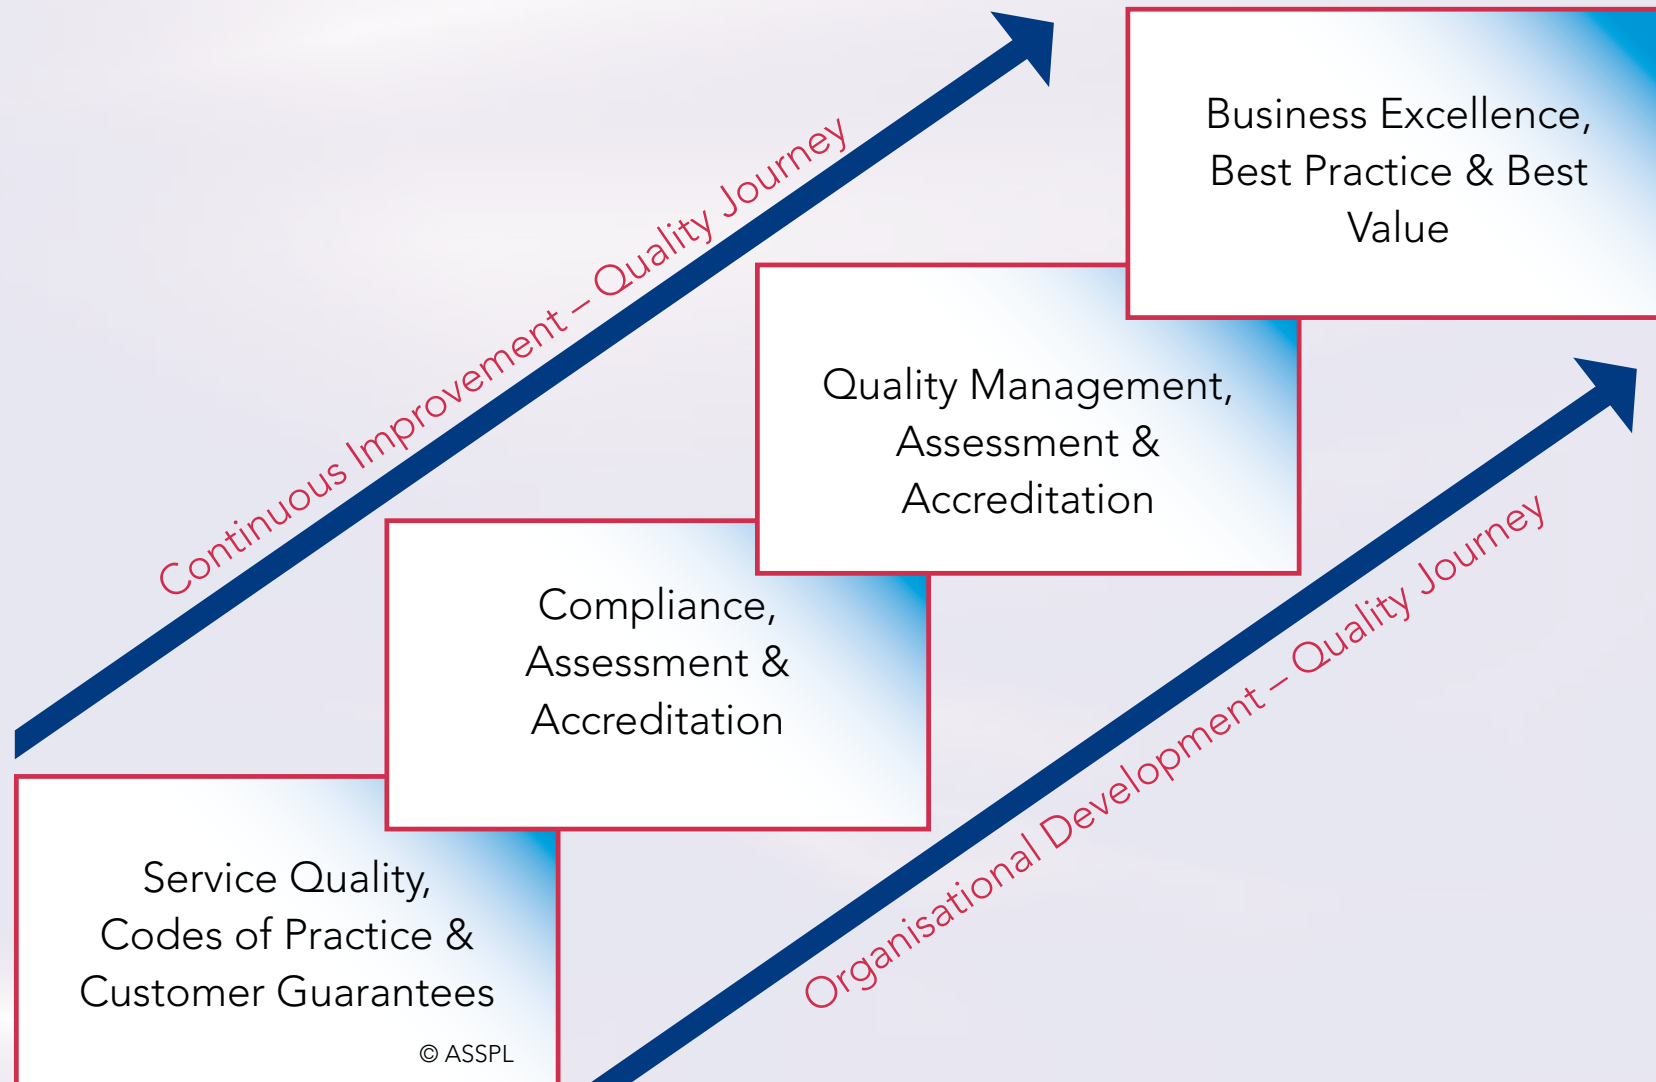 Continuous Improvement – Quality Journey
Business Excellence,
Best Practice & Best
Value
Quality Management,
Assessment &
Accreditation
Compliance,
Assessment &
Accreditation
Service Quality,
Codes of Practice &
Customer Guarantees
© ASSPL
Organisational Development – Quality Journey